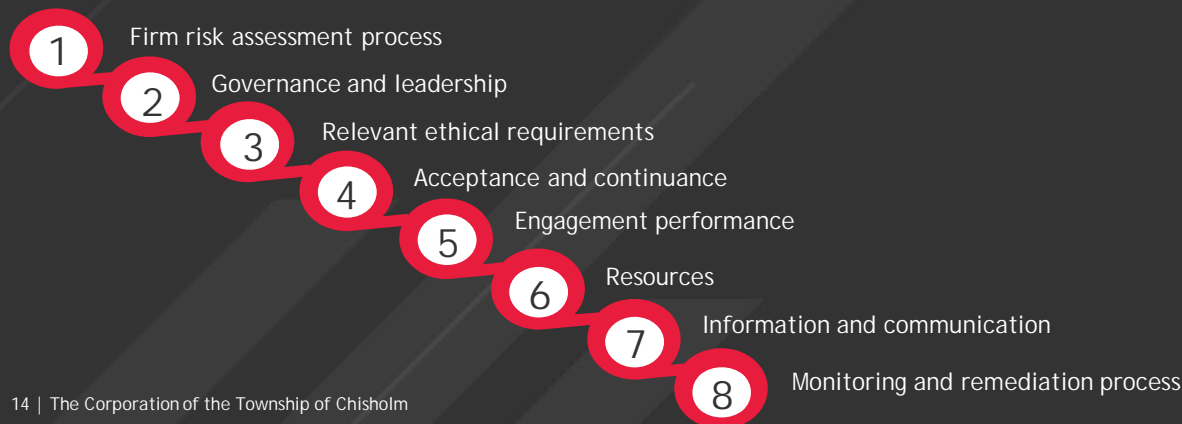 1 Firm risk assessment process
2 Governance and leadership
3 Relevant ethical requirements
4 Acceptance and continuance
5 Engagement performance
6 Resources
7 Information and communication
8 Monitoring and remediation process
14 | The Corporation of the Township of Chisholm